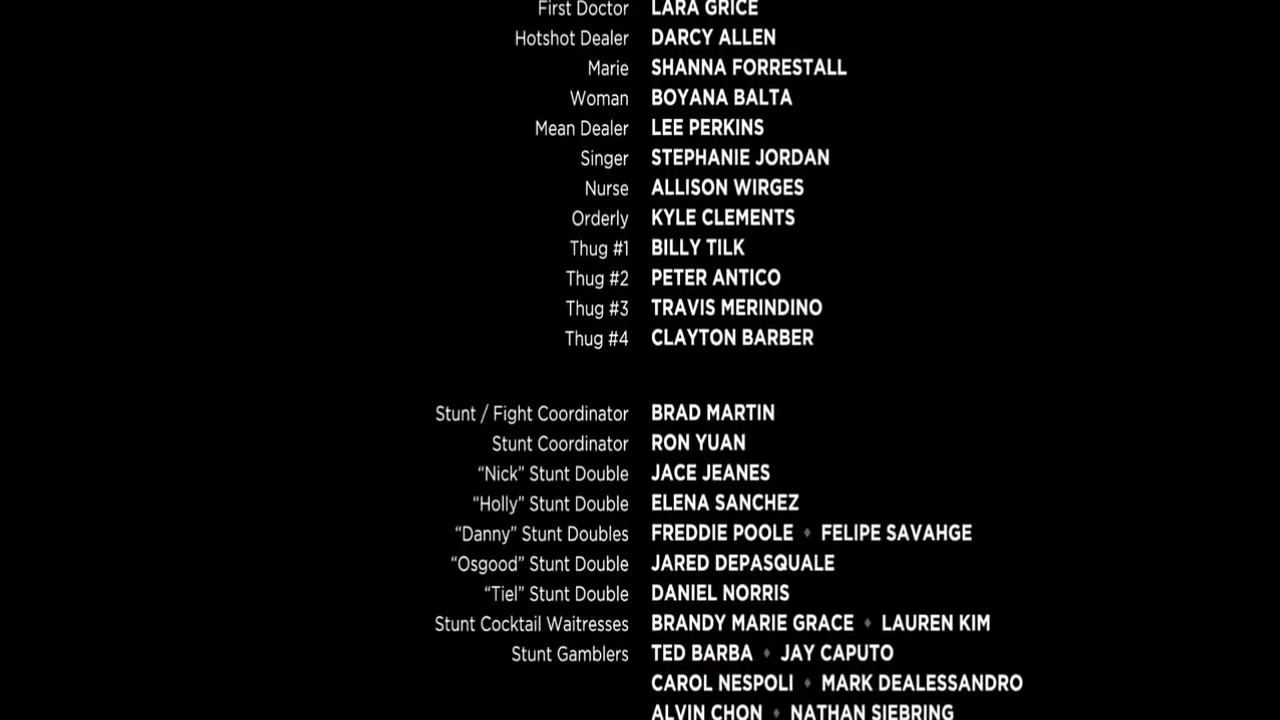 First Doctor LARA GRICE
Hotshot Dealer DARCY ALLEN
Marie SHANNA FORRESTALL
Woman BOYANA BALTA
Mean Dealer LEE PERKINS
Singer STEPHANIE JORDAN
Nurse ALLISON WIRGES
Orderly KYLE CLEMENTS
Thug #1 BILLY TILK
Thug #2 PETER ANTICO
Thug #3 TRAVIS MERINDINO
Thug #4 CLAYTON BARBER
Stunt / Fight Coordinator BRAD MARTIN
Stunt Coordinator RON YUAN
“Nick” Stunt Double JACE JEANES
“Holly” Stunt Double ELENA SANCHEZ
“Danny” Stunt Doubles FREDDIE POOLE ♦ FELIPE SAVAHGE
“Osgood” Stunt Double JARED DEPASQUALE
“Tiel” Stunt Double DANIEL NORRIS
Stunt Cocktail Waitresses BRANDY MARIE GRACE ♦ LAUREN KIM
Stunt Gamblers TED BARBA ♦ JAY CAPUTO
CAROL NESPOLI ♦ MARK DEALESSANDRO
ALVIN CHON ♦ NATHAN SIEBRING